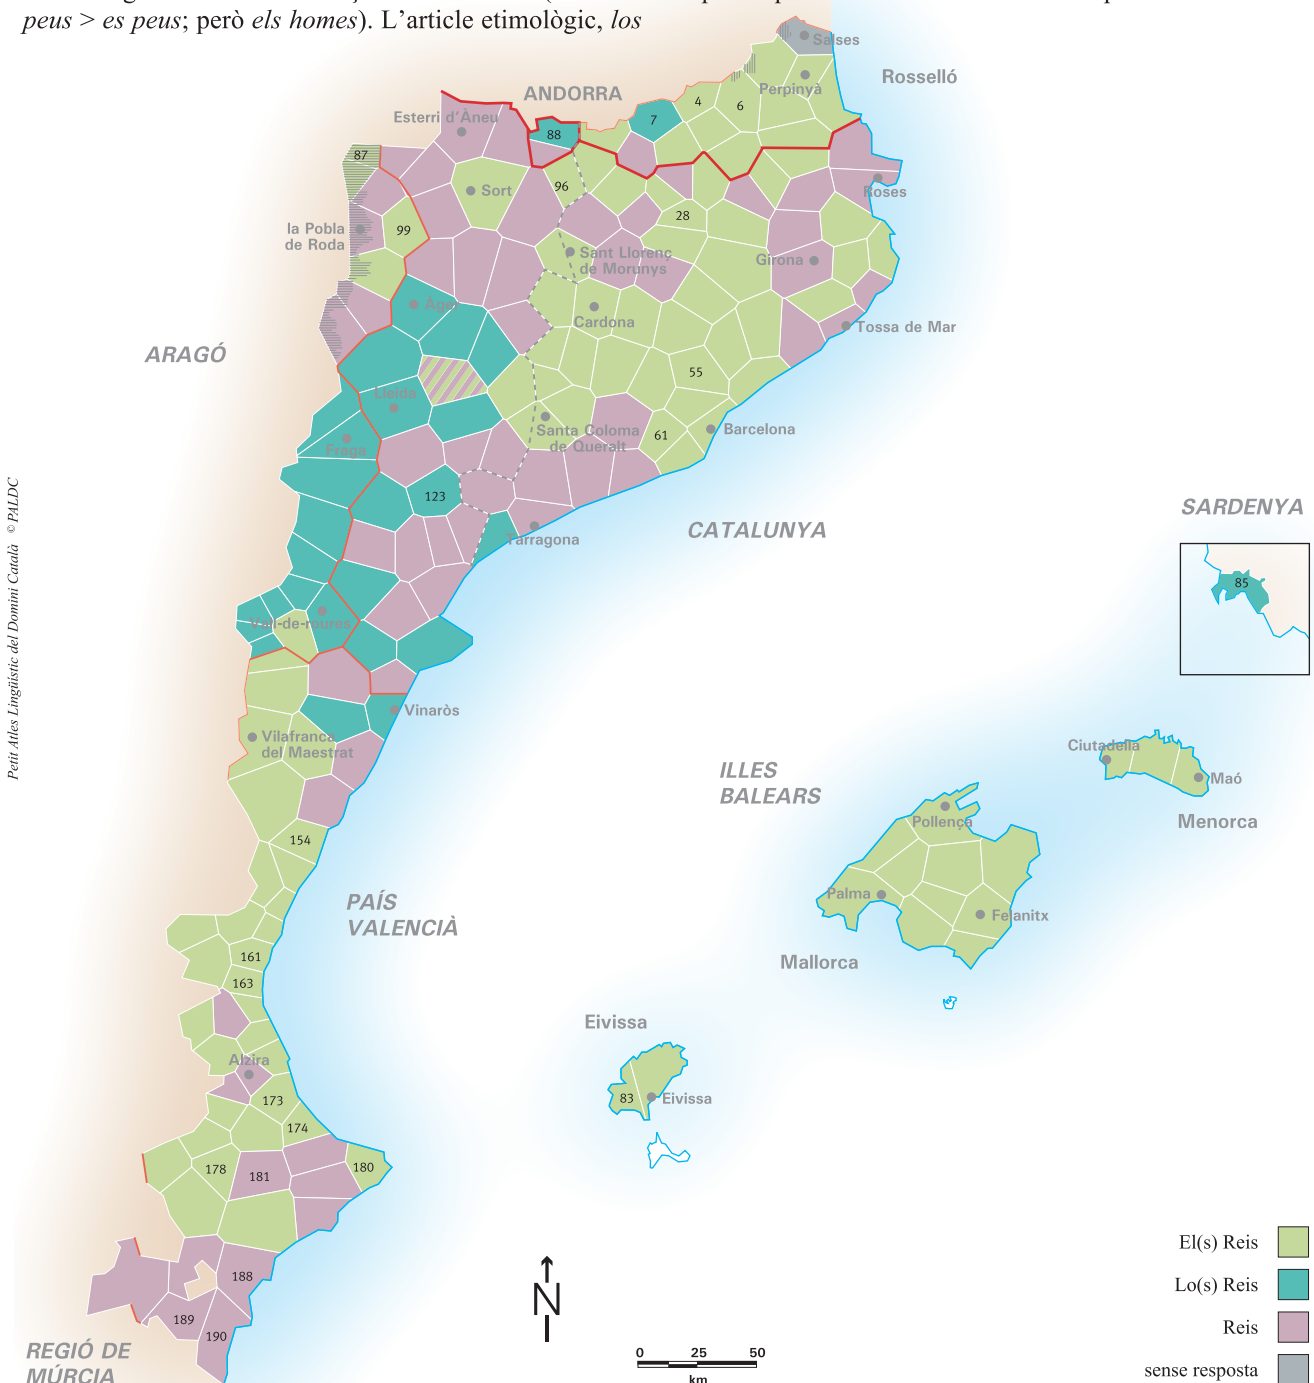 peus > es peus; però els homes). L'article etimològic, los
Salses
Rosselló
Perpinyà
ANDORRA
4
6
7
Esterri d'Àneu
88
87
Sort
96
Roses
la Pobla
de Roda
99
28
Sant Llorenç
de Morunys
Girona
Àger
Cardona
Tossa de Mar
ARAGÓ
55
Lleida
Santa Coloma
de Queralt
61
Barcelona
Fraga
123
Tarragona
CATALUNYA
SARDENYA
85
Petit Atles Lingüístic del Domini Català © PALDC
Vall-de-roures
Vinaròs
Vilafranca
del Maestrat
Ciutadella
Maó
Menorca
ILLES
BALEARS
Pollença
154
Palma
Felanitx
PAÍS
VALENCIÀ
Mallorca
161
163
Eivissa
Alzira
83
Eivissa
173
174
178
181
180
188
189
190
REGIÓ DE
MÚRCIA
N
0 25 50
km
El(s) Reis
Lo(s) Reis
Reis
sense resposta